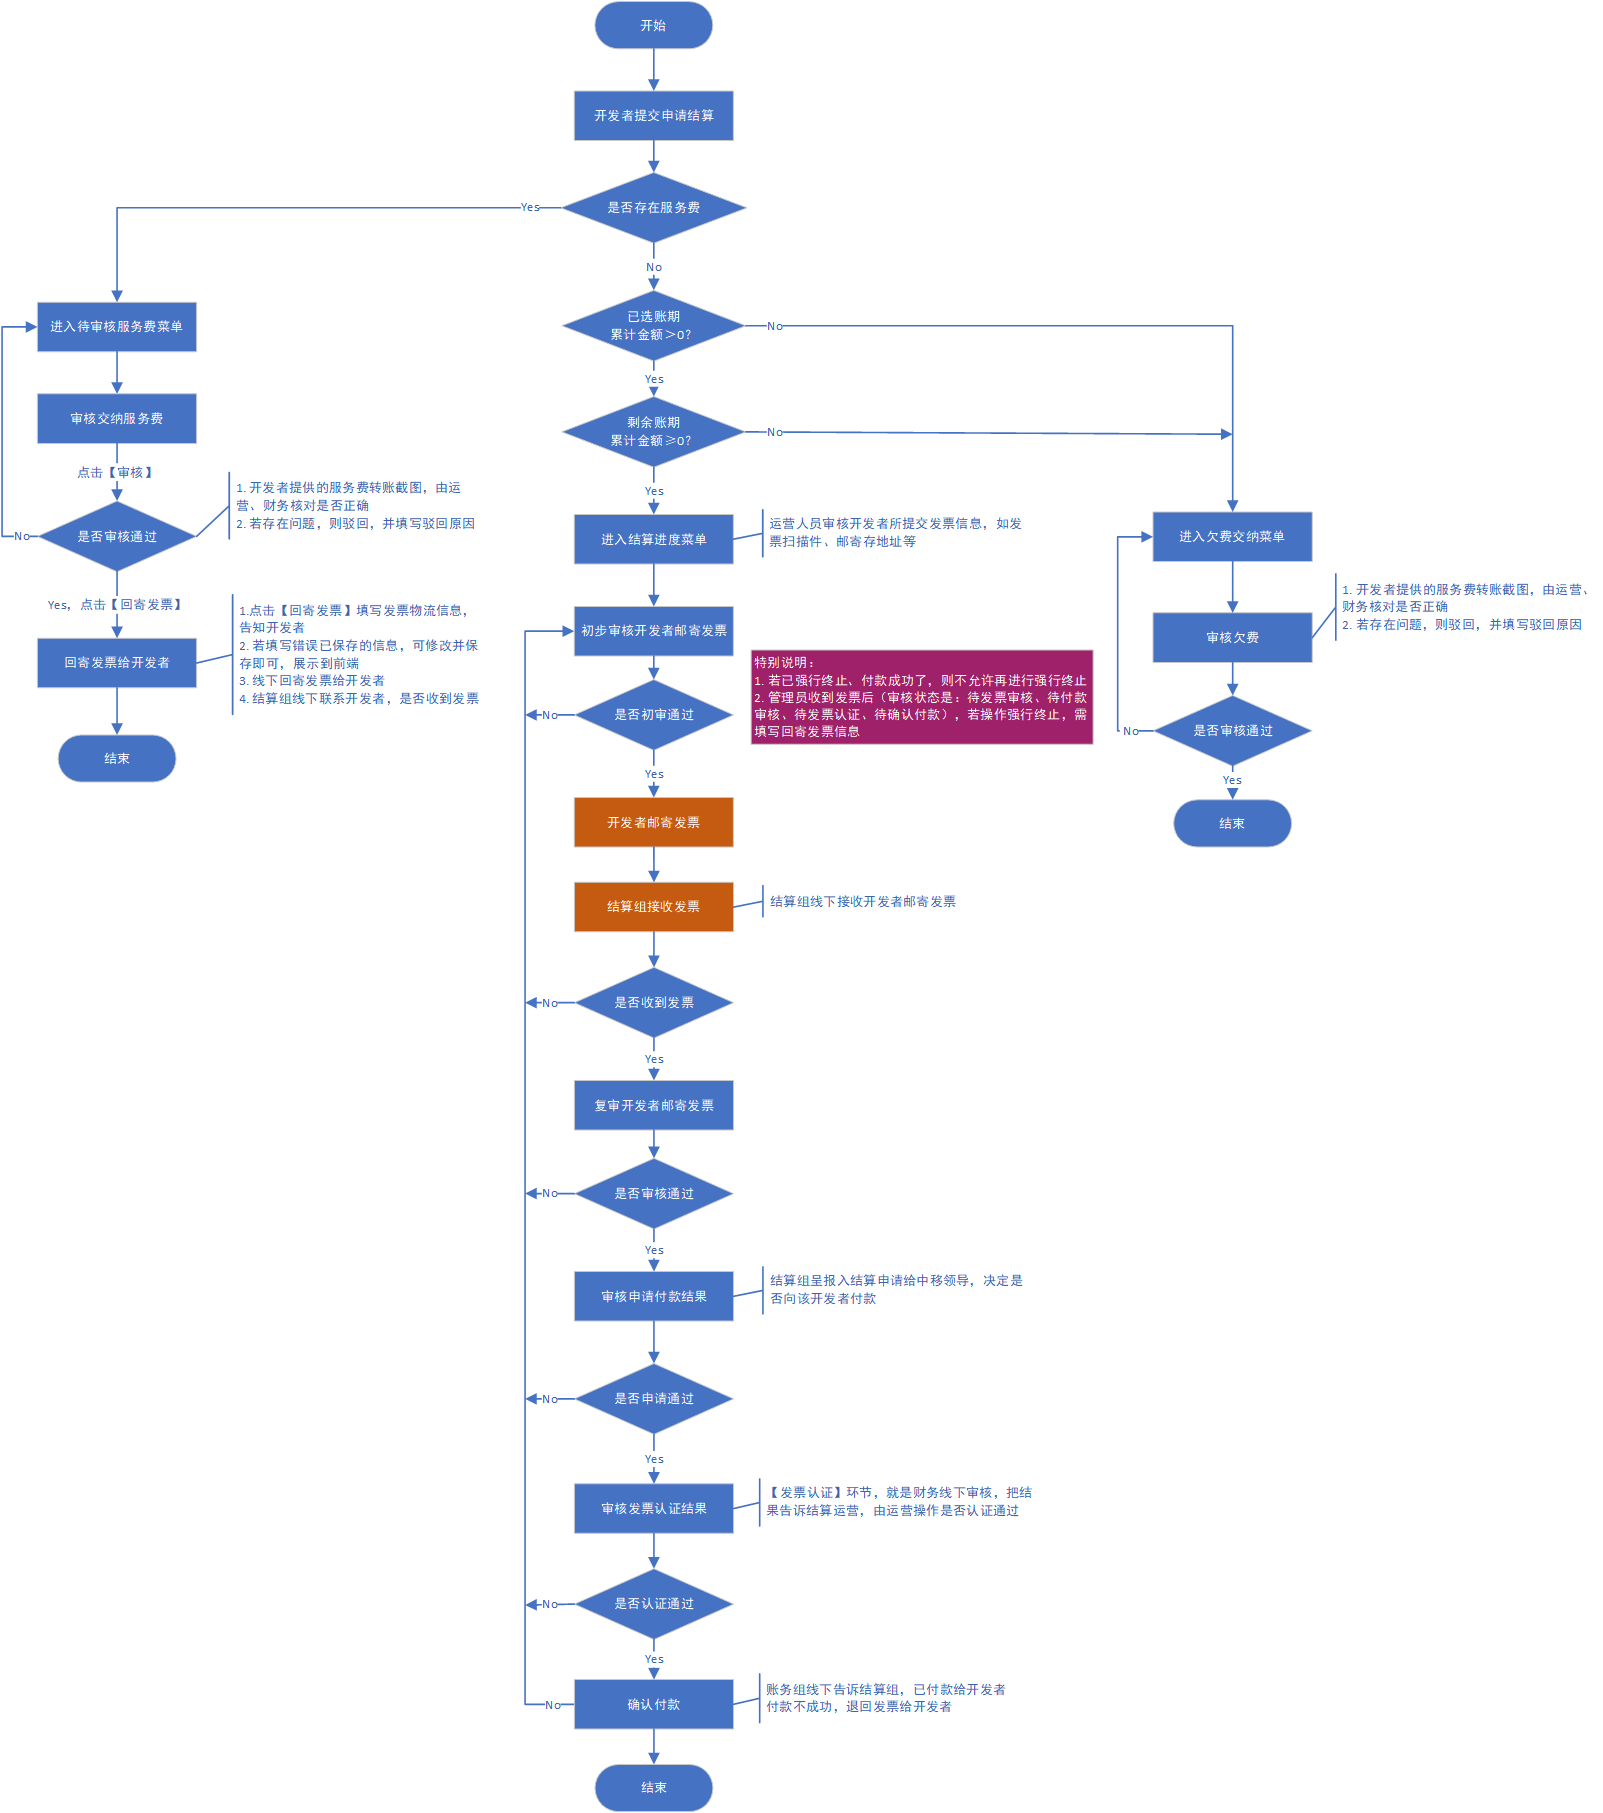 开始
开发者提交申请结算
是否存在服务费
Yes
No
已选账期
累计金额＞0?
No
Yes
剩余账期
累计金额≥0?
No
Yes
进入待审核服务费菜单
审核交纳服务费
点击【审核】
是否审核通过
No
1. 开发者提供的服务费转账截图，由运
营、财务核对是否正确
2. 若存在问题，则驳回，并填写驳回原因
Yes，点击【回寄发票】
回寄发票给开发者
1.点击【回寄发票】填写发票物流信息，
告知开发者
2. 若填写错误已保存的信息，可修改并保
存即可，展示到前端
3. 线下回寄发票给开发者
4. 结算组线下联系开发者，是否收到发票
结束
进入结算进度菜单
运营人员审核开发者所提交发票信息，如发
票扫描件、邮寄存地址等
初步审核开发者邮寄发票
是否初审通过
No
Yes
特别说明：
1. 若已强行终止、付款成功了，则不允许再进行强行终止
2. 管理员收到发票后（审核状态是：待发票审核、待付款
审核、待发票认证、待确认付款），若操作强行终止，需
填写回寄发票信息
进入欠费交纳菜单
审核欠费
1. 开发者提供的服务费转账截图，由运营、
财务核对是否正确
2. 若存在问题，则驳回，并填写驳回原因
是否审核通过
No
Yes
结束
开发者邮寄发票
结算组接收发票
结算组线下接收开发者邮寄发票
是否收到发票
No
Yes
复审开发者邮寄发票
是否审核通过
No
Yes
审核申请付款结果
结算组呈报入结算申请给中移领导，决定是
否向该开发者付款
是否申请通过
No
Yes
审核发票认证结果
【发票认证】环节，就是财务线下审核，把结
果告诉结算运营，由运营操作是否认证通过
是否认证通过
No
Yes
确认付款
No
账务组线下告诉结算组，已付款给开发者
付款不成功，退回发票给开发者
结束